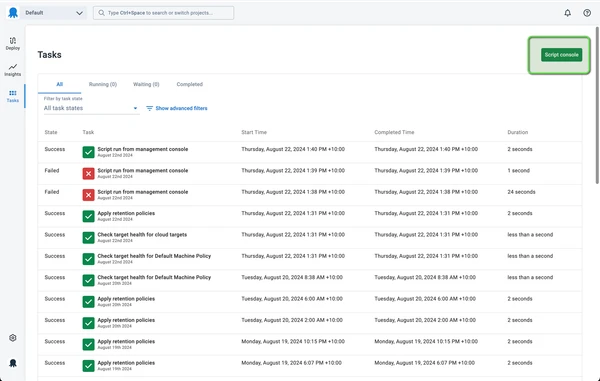 Default
Type Ctrl+Space to search or switch projects...
Deploy
Insights
Tasks
Tasks
Script console
All Running (0) Waiting (0) Completed
Filter by task state
All task states
Show advanced filters
State Task Start Time Completed Time Duration
Success Script run from management console Thursday, August 22, 2024 1:40 PM +10:00 Thursday, August 22, 2024 1:40 PM +10:00 2 seconds
August 22nd 2024
Failed Script run from management console Thursday, August 22, 2024 1:39 PM +10:00 Thursday, August 22, 2024 1:39 PM +10:00 1 second
August 22nd 2024
Failed Script run from management console Thursday, August 22, 2024 1:38 PM +10:00 Thursday, August 22, 2024 1:38 PM +10:00 24 seconds
August 22nd 2024
Success Apply retention policies Thursday, August 22, 2024 1:31 PM +10:00 Thursday, August 22, 2024 1:31 PM +10:00 2 seconds
August 22nd 2024
Success Check target health for cloud targets Thursday, August 22, 2024 1:31 PM +10:00 Thursday, August 22, 2024 1:31 PM +10:00 less than a second
August 22nd 2024
Success Check target health for Default Machine Policy Thursday, August 22, 2024 1:31 PM +10:00 Thursday, August 22, 2024 1:31 PM +10:00 less than a second
August 22nd 2024
Success Check target health for Default Machine Policy Tuesday, August 20, 2024 8:38 AM +10:00 Tuesday, August 20, 2024 8:38 AM +10:00 less than a second
August 20th 2024
Success Apply retention policies Tuesday, August 20, 2024 6:00 AM +10:00 Tuesday, August 20, 2024 6:00 AM +10:00 2 seconds
August 20th 2024
Success Apply retention policies Tuesday, August 20, 2024 2:00 AM +10:00 Tuesday, August 20, 2024 2:00 AM +10:00 2 seconds
August 20th 2024
Success Apply retention policies Monday, August 19, 2024 10:15 PM +10:00 Monday, August 19, 2024 10:15 PM +10:00 2 seconds
August 19th 2024
Success Apply retention policies Monday, August 19, 2024 6:07 PM +10:00 Monday, August 19, 2024 6:07 PM +10:00 2 seconds
August 19th 2024